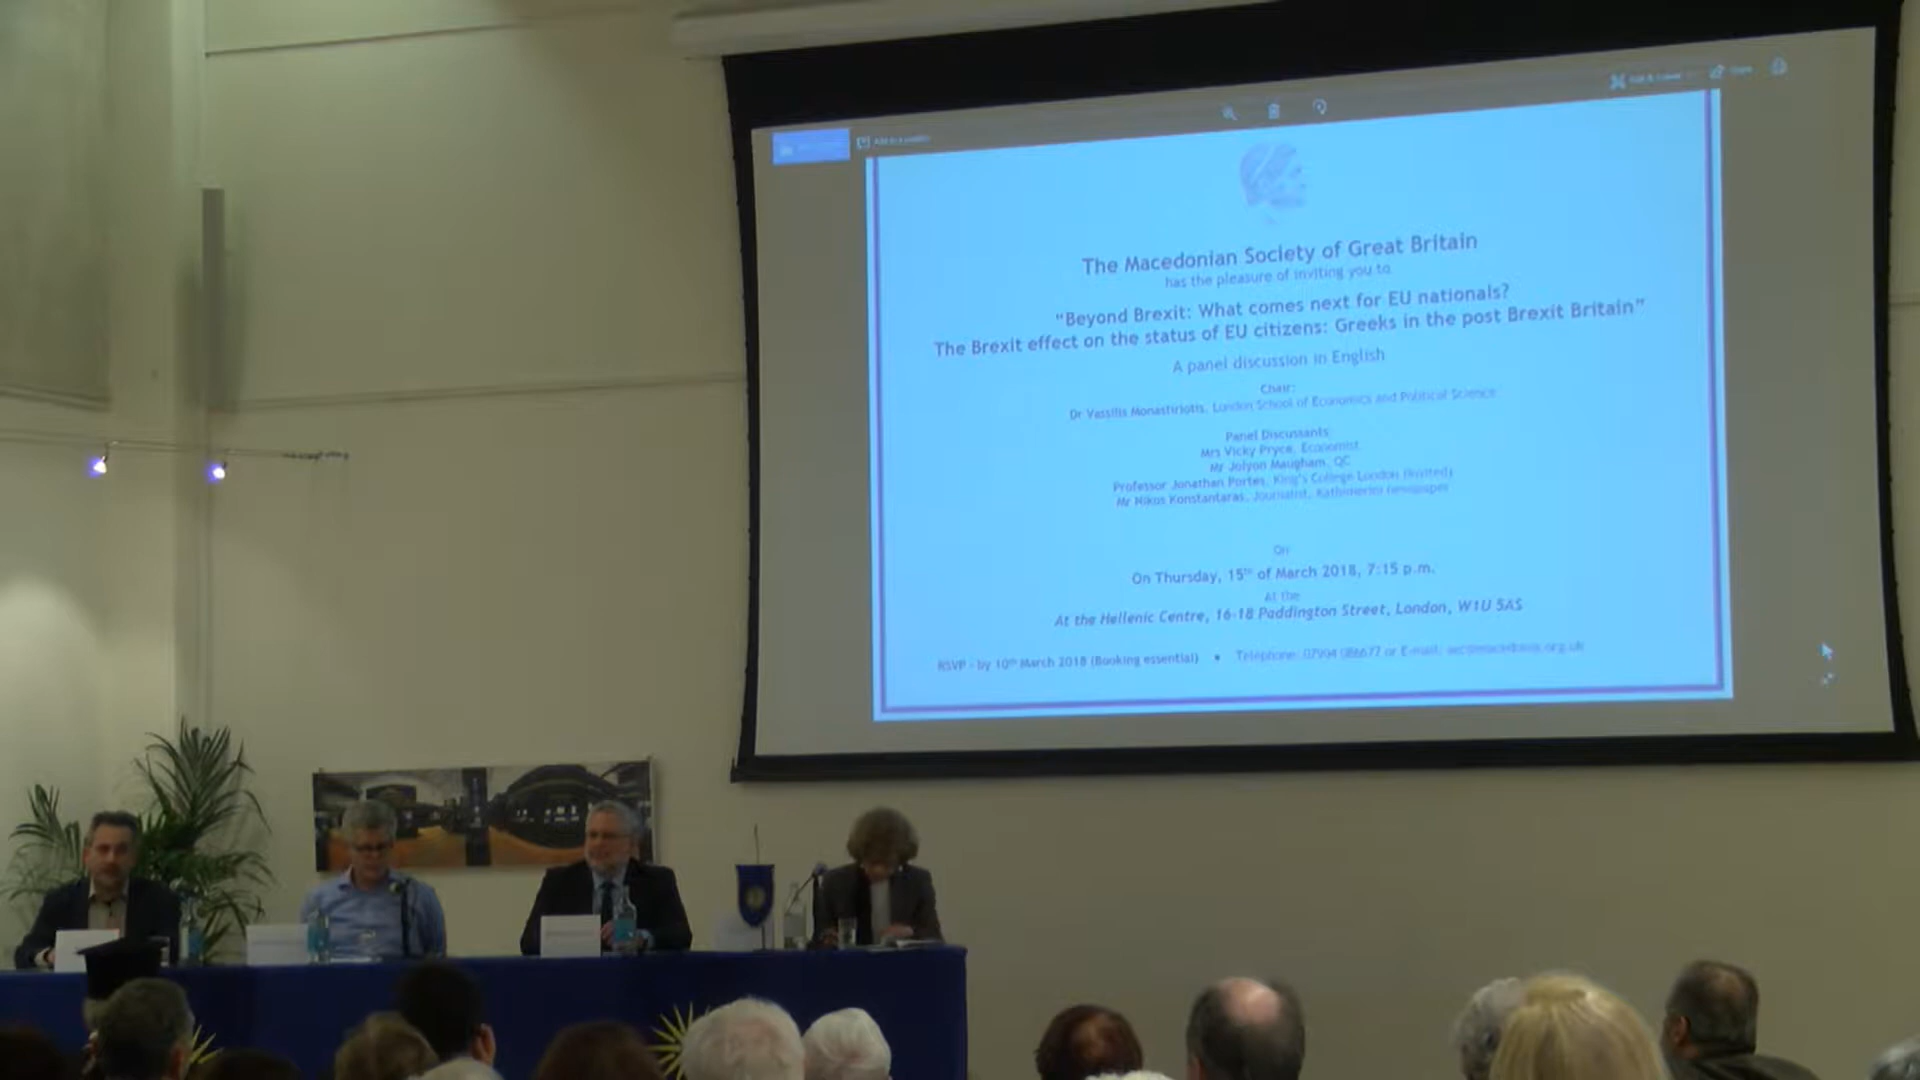 The Macedonian Society of Great Britain
has the pleasure of inviting you to
"Beyond Brexit: What comes next for EU nationals?
The Brexit effect on the status of EU citizens: Greeks in the post Brexit Britain"
A panel discussion in English
Chair:
Dr Vassilis Monastiriotis, London School of Economics and Political Science
Panel Discussants
Mrs Vicky Pryce, Economist
Mr Jolyon Maugham, QC
Professor Jonathan Portes, King's College London (invited)
Mr Nikos Konstantaras, Journalist, Kathimerini newspaper
On
On Thursday, 15th of March 2018, 7:15 p.m.
At the
At the Hellenic Centre, 16-18 Paddington Street, London, W1U 5AS
RSVP - by 10th March 2018 (Booking essential) • Telephone: or E-mail: